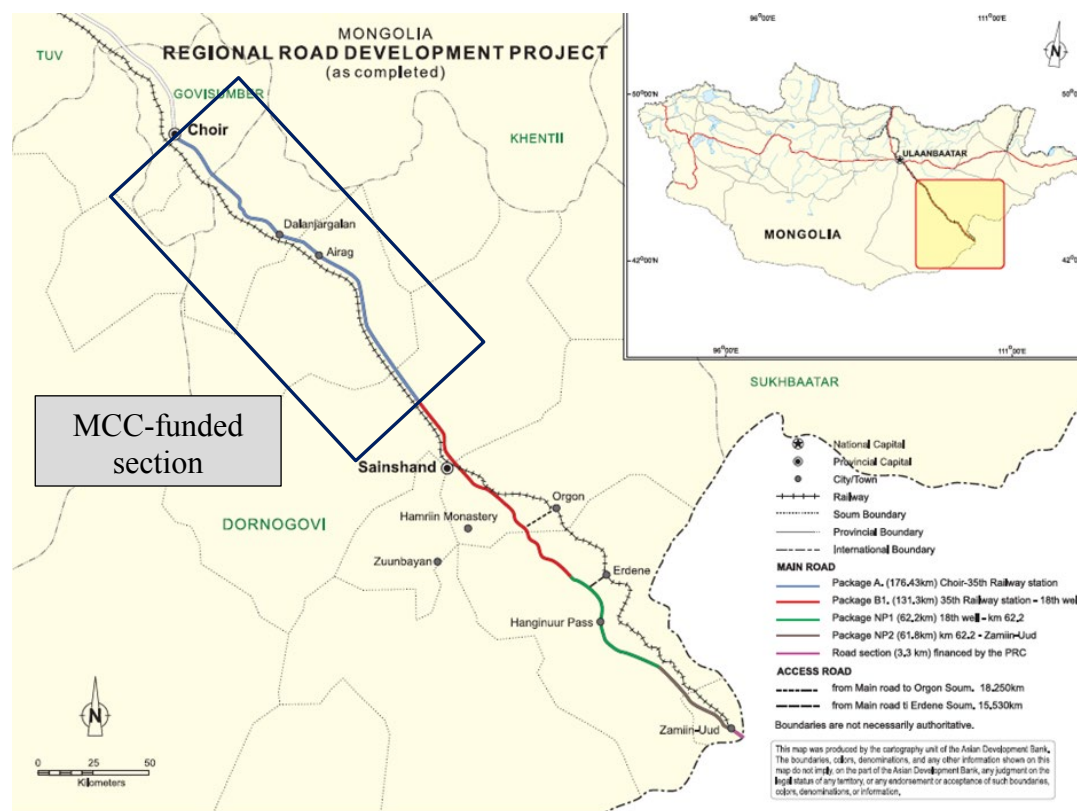 MONGOLIA
REGIONAL ROAD DEVELOPMENT PROJECT
(as completed)
TUV
GOVISUMBER
Choir
KHENTII
Dalanjargalan
Airag
MCC-funded
section
Sainshand
DORNOGOVI
Hamriin Monastery
Zuunbayan
Orgon
Erdene
Hanginuur Pass
Zamiin-Uud
SUKHBAATAR
N
0 25 50
Kilometers
96°00'E
111°00'E
N
50°00'N
50°00'N
ULAANBAATAR
MONGOLIA
42°00'N
42°00'N
96°00'E
111°00'E
National Capital
Provincial Capital
City/Town
Railway
Soum Boundary
Provincial Boundary
International Boundary
MAIN ROAD
Package A. (176.43km) Choir-35th Railway station
Package B1. (131.3km) 35th Railway station - 18th well
Package NP1 (62.2km) 18th well - km 62.2
Package NP2 (61.8km) km 62.2 - Zamiin-Uud
Road section (3.3 km) financed by the PRC
ACCESS ROAD
from Main road to Orgon Soum. 18.250km
from Main road ti Erdene Soum. 15.530km
Boundaries are not necessarily authoritative.
This map was produced by the cartography unit of the Asian Development Bank.
The boundaries, colors, denominations, and any other information shown on this
map do not imply, on the part of the Asian Development Bank, any judgment on the
legal status of any territory, or any endorsement or acceptance of such boundaries,
colors, denominations, or information.